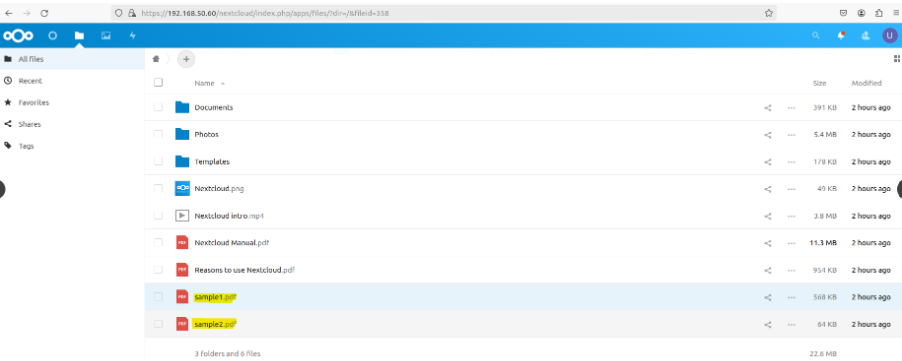 https://192.168.50.60/nextcloud/index.php/apps/files/?dir=/&fileid=358
U
All files
Recent
Favorites
Shares
Tags
Name Size Modified
Documents 391 KB 2 hours ago
Photos 5.4 MB 2 hours ago
Templates 178 KB 2 hours ago
Nextcloud.png 49 KB 2 hours ago
Nextcloud intro.mp4 3.8 MB 2 hours ago
PDF Nextcloud Manual.pdf 11.3 MB 2 hours ago
PDF Reasons to use Nextcloud.pdf 954 KB 2 hours ago
PDF sample1.pdf 568 KB 2 hours ago
PDF sample2.pdf 64 KB 2 hours ago
3 folders and 6 files 22.6 MB